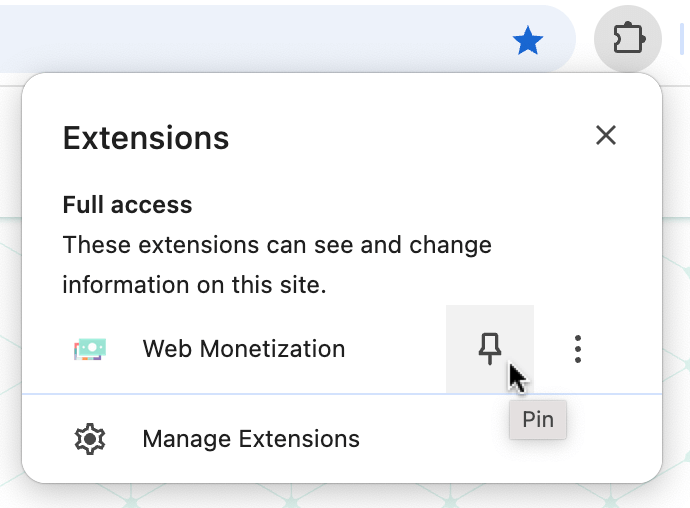 Extensions
Full access
These extensions can see and change
information on this site.
Web Monetization
Pin
Manage Extensions